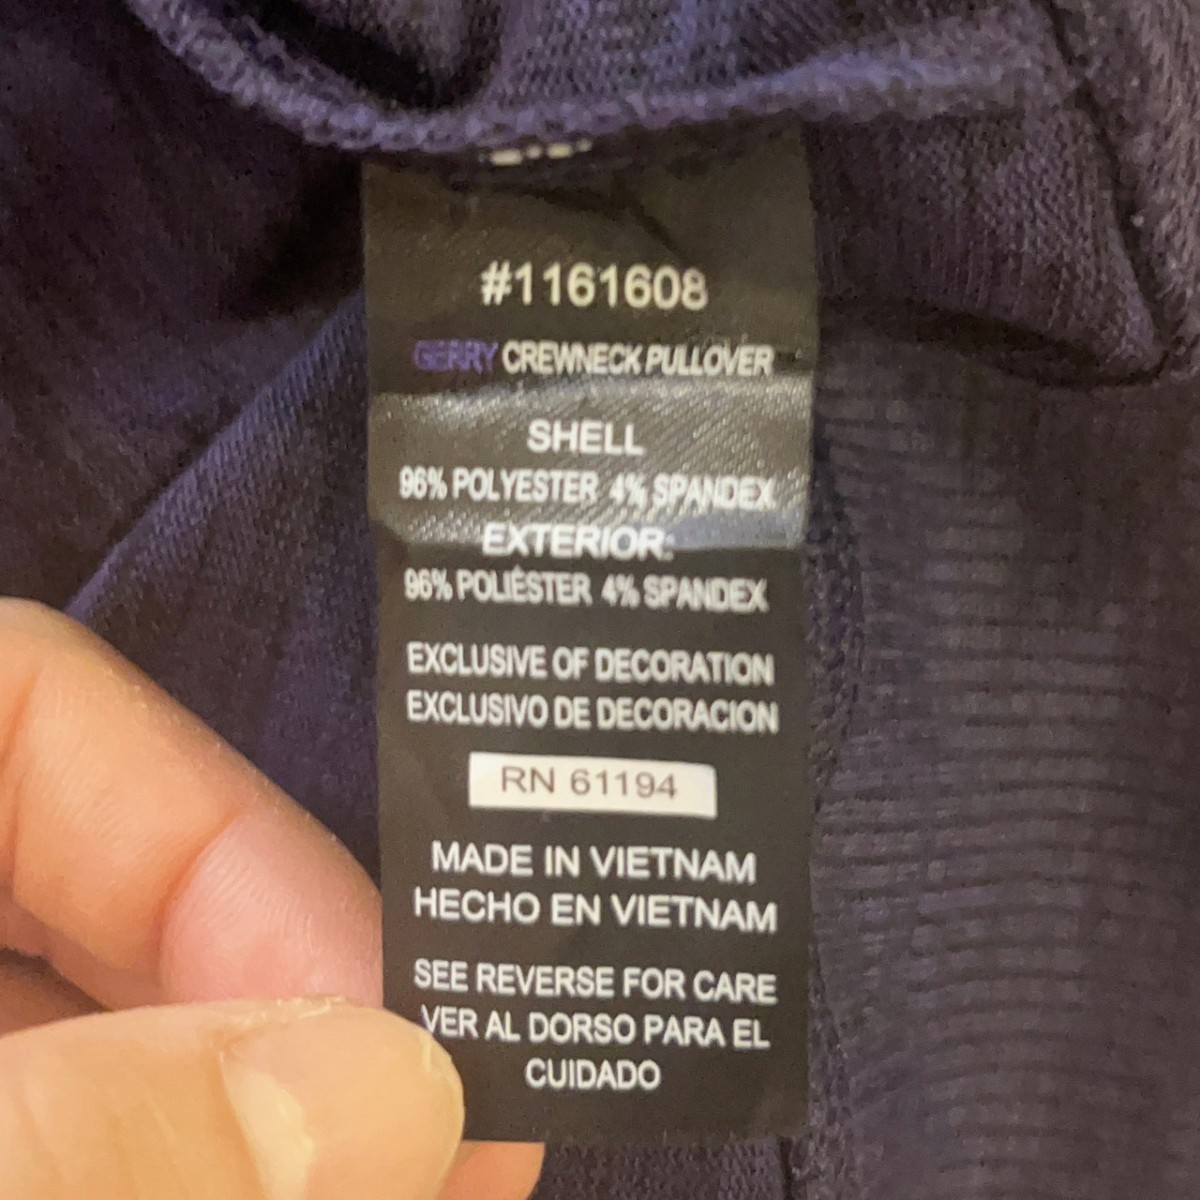 #1161608
GERRY CREWNECK PULLOVER
SHELL
96% POLYESTER 4% SPANDEX
EXTERIOR:
96% POLIÉSTER 4% SPANDEX
EXCLUSIVE OF DECORATION
EXCLUSIVO DE DECORACION
RN 61194
MADE IN VIETNAM
HECHO EN VIETNAM
SEE REVERSE FOR CARE
VER AL DORSO PARA EL
CUIDADO